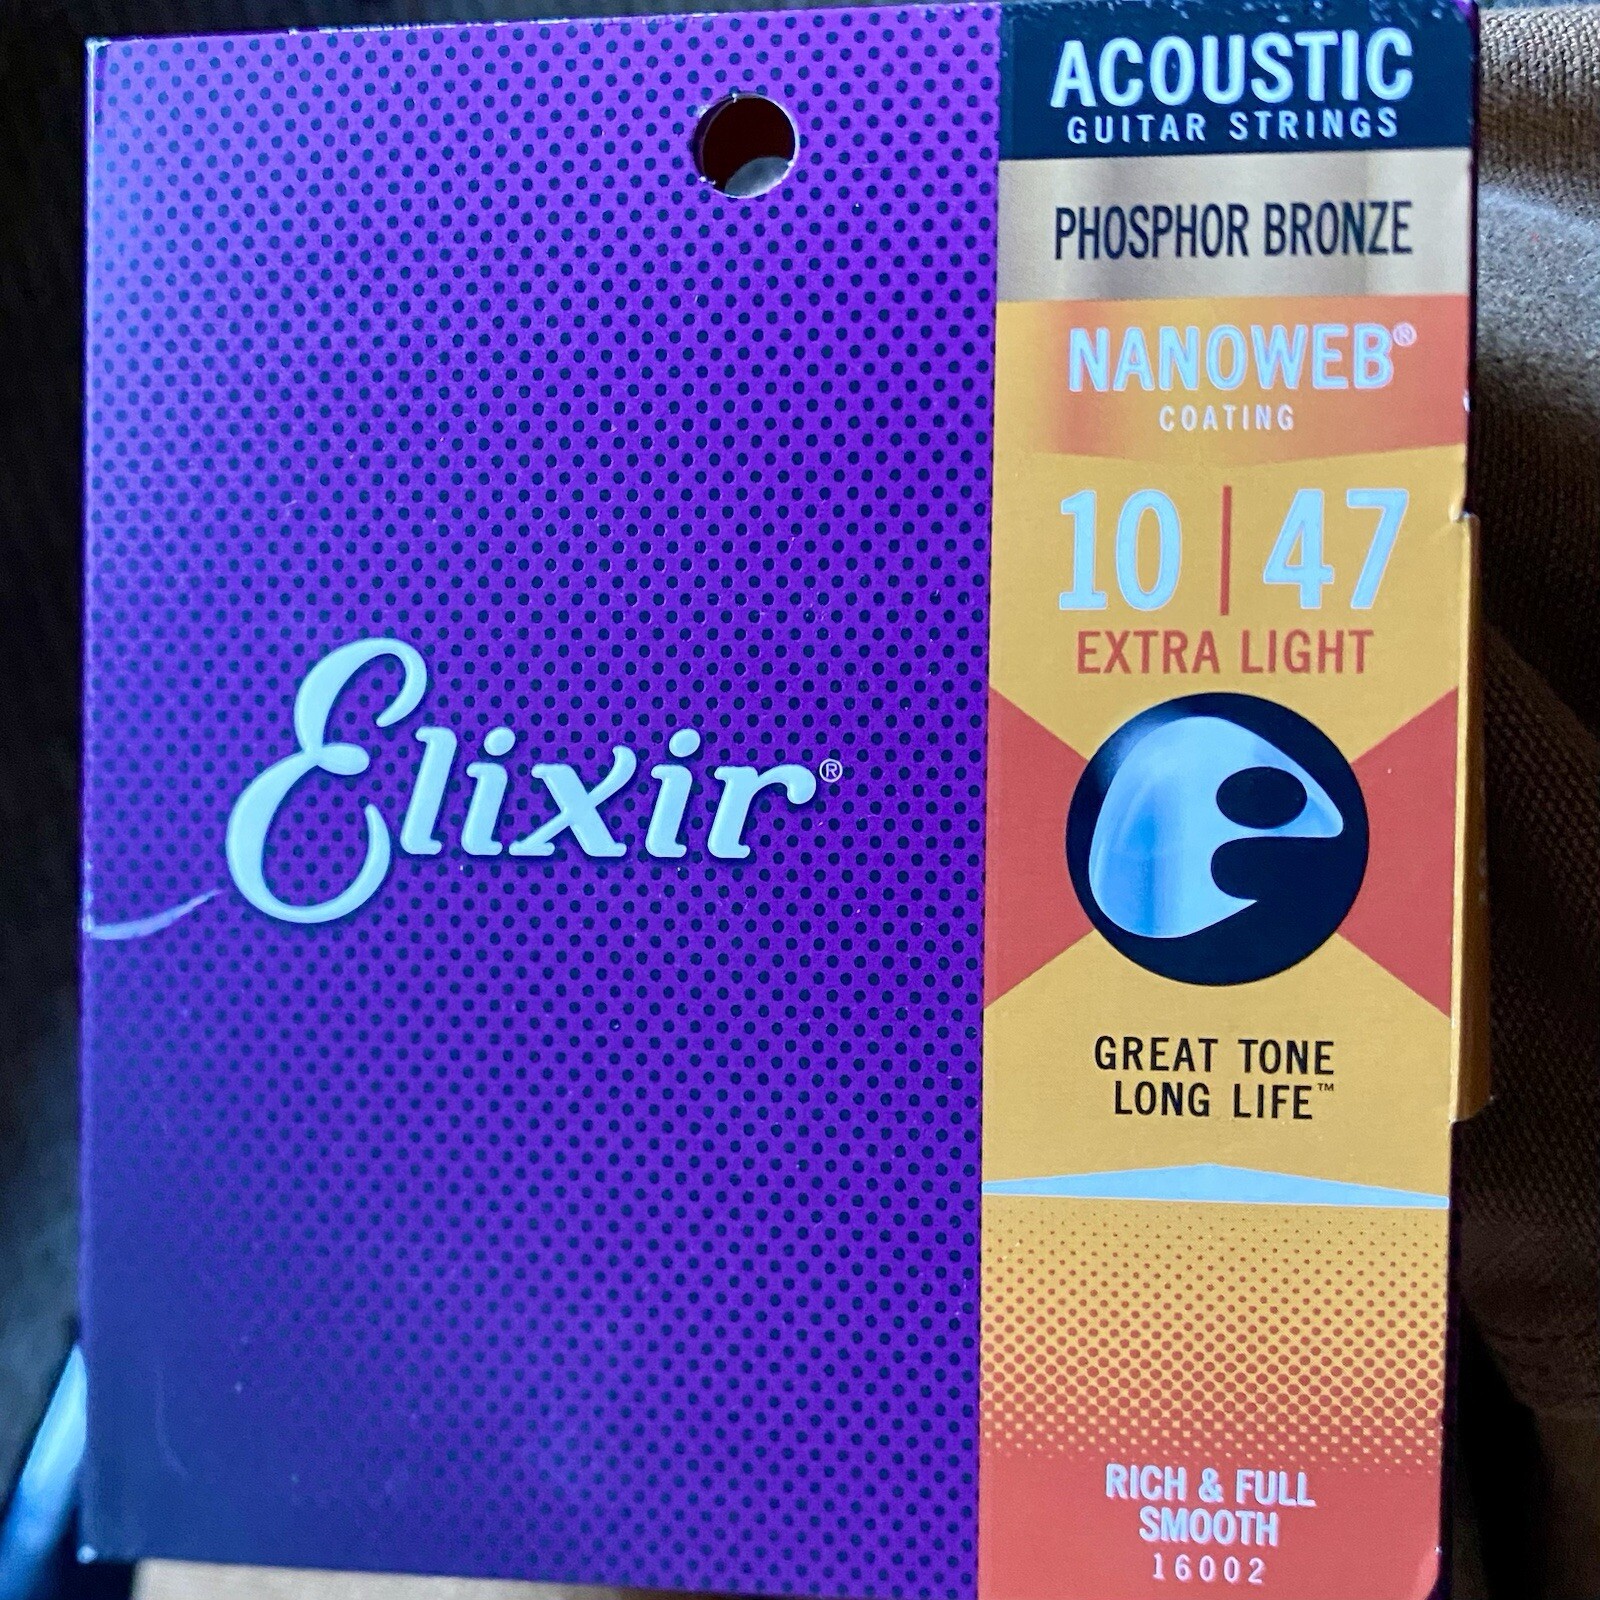 Elixir®
ACOUSTIC
GUITAR STRINGS
PHOSPHOR BRONZE
NANOWEB®
COATING
10 | 47
EXTRA LIGHT
GREAT TONE
LONG LIFE™
RICH & FULL
SMOOTH
16002